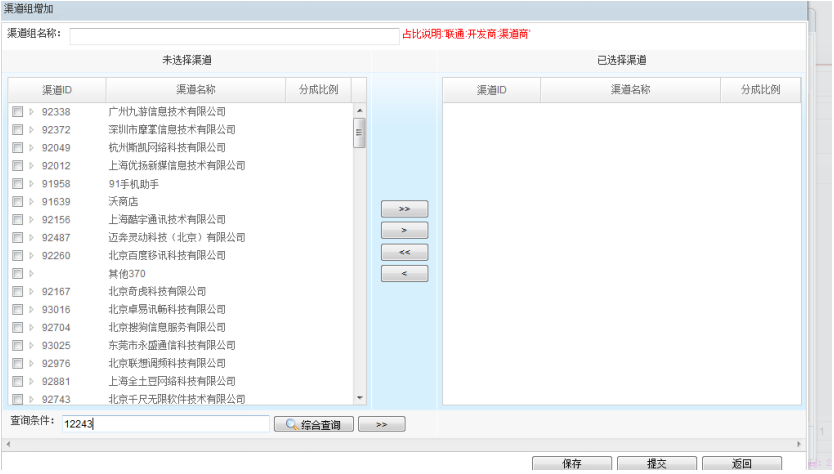 渠道组增加
渠道组名称： 占比说明:'联通:开发商:渠道商'
未选择渠道 已选择渠道
渠道ID 渠道名称 分成比例 渠道ID 渠道名称 分成比例
92338 广州九游信息技术有限公司
92372 深圳市摩掌信息技术有限公司
92049 杭州斯凯网络科技有限公司
92012 上海优扬新媒信息技术有限公司
91958 91手机助手
91639 沃商店
92156 上海酷宇通讯技术有限公司
92487 迈奔灵动科技（北京）有限公司
92260 北京百度移讯科技有限公司
其他370
92167 北京奇虎科技有限公司
93016 北京卓易讯畅科技有限公司
92704 北京搜狗信息服务有限公司
93025 东莞市永盛通信科技有限公司
92976 北京联想调频科技有限公司
92881 上海全土豆网络科技有限公司
92743 北京千尺无限软件技术有限公司
>>
>
<<
<
查询条件： 12243 综合查询 >>
保存 提交 返回